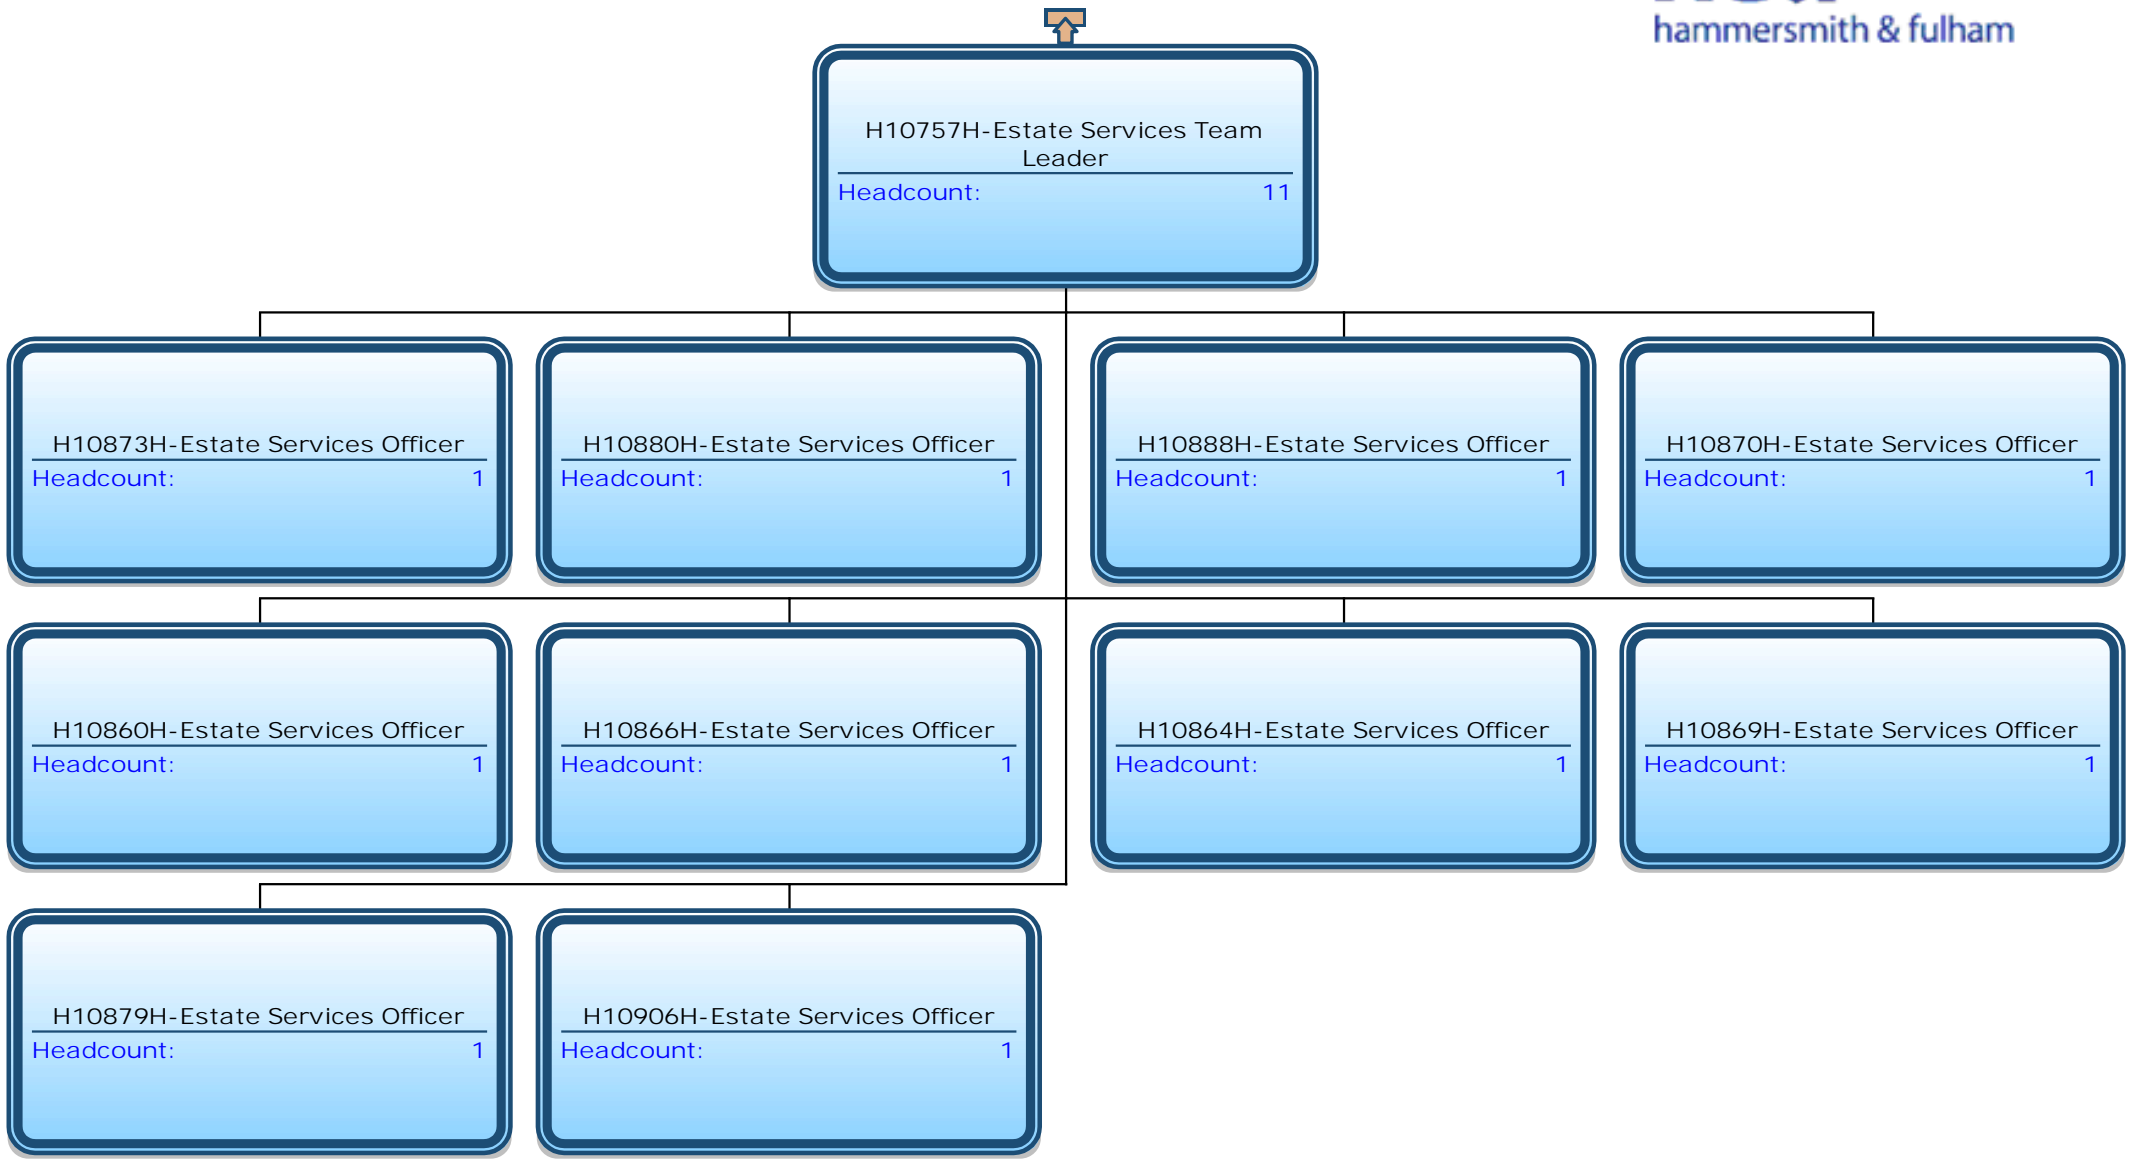 hammersmith & fulham
H10757H-Estate Services Team
Leader
Headcount: 11
H10873H-Estate Services Officer
Headcount: 1
H10880H-Estate Services Officer
Headcount: 1
H10888H-Estate Services Officer
Headcount: 1
H10870H-Estate Services Officer
Headcount: 1
H10860H-Estate Services Officer
Headcount: 1
H10866H-Estate Services Officer
Headcount: 1
H10864H-Estate Services Officer
Headcount: 1
H10869H-Estate Services Officer
Headcount: 1
H10879H-Estate Services Officer
Headcount: 1
H10906H-Estate Services Officer
Headcount: 1